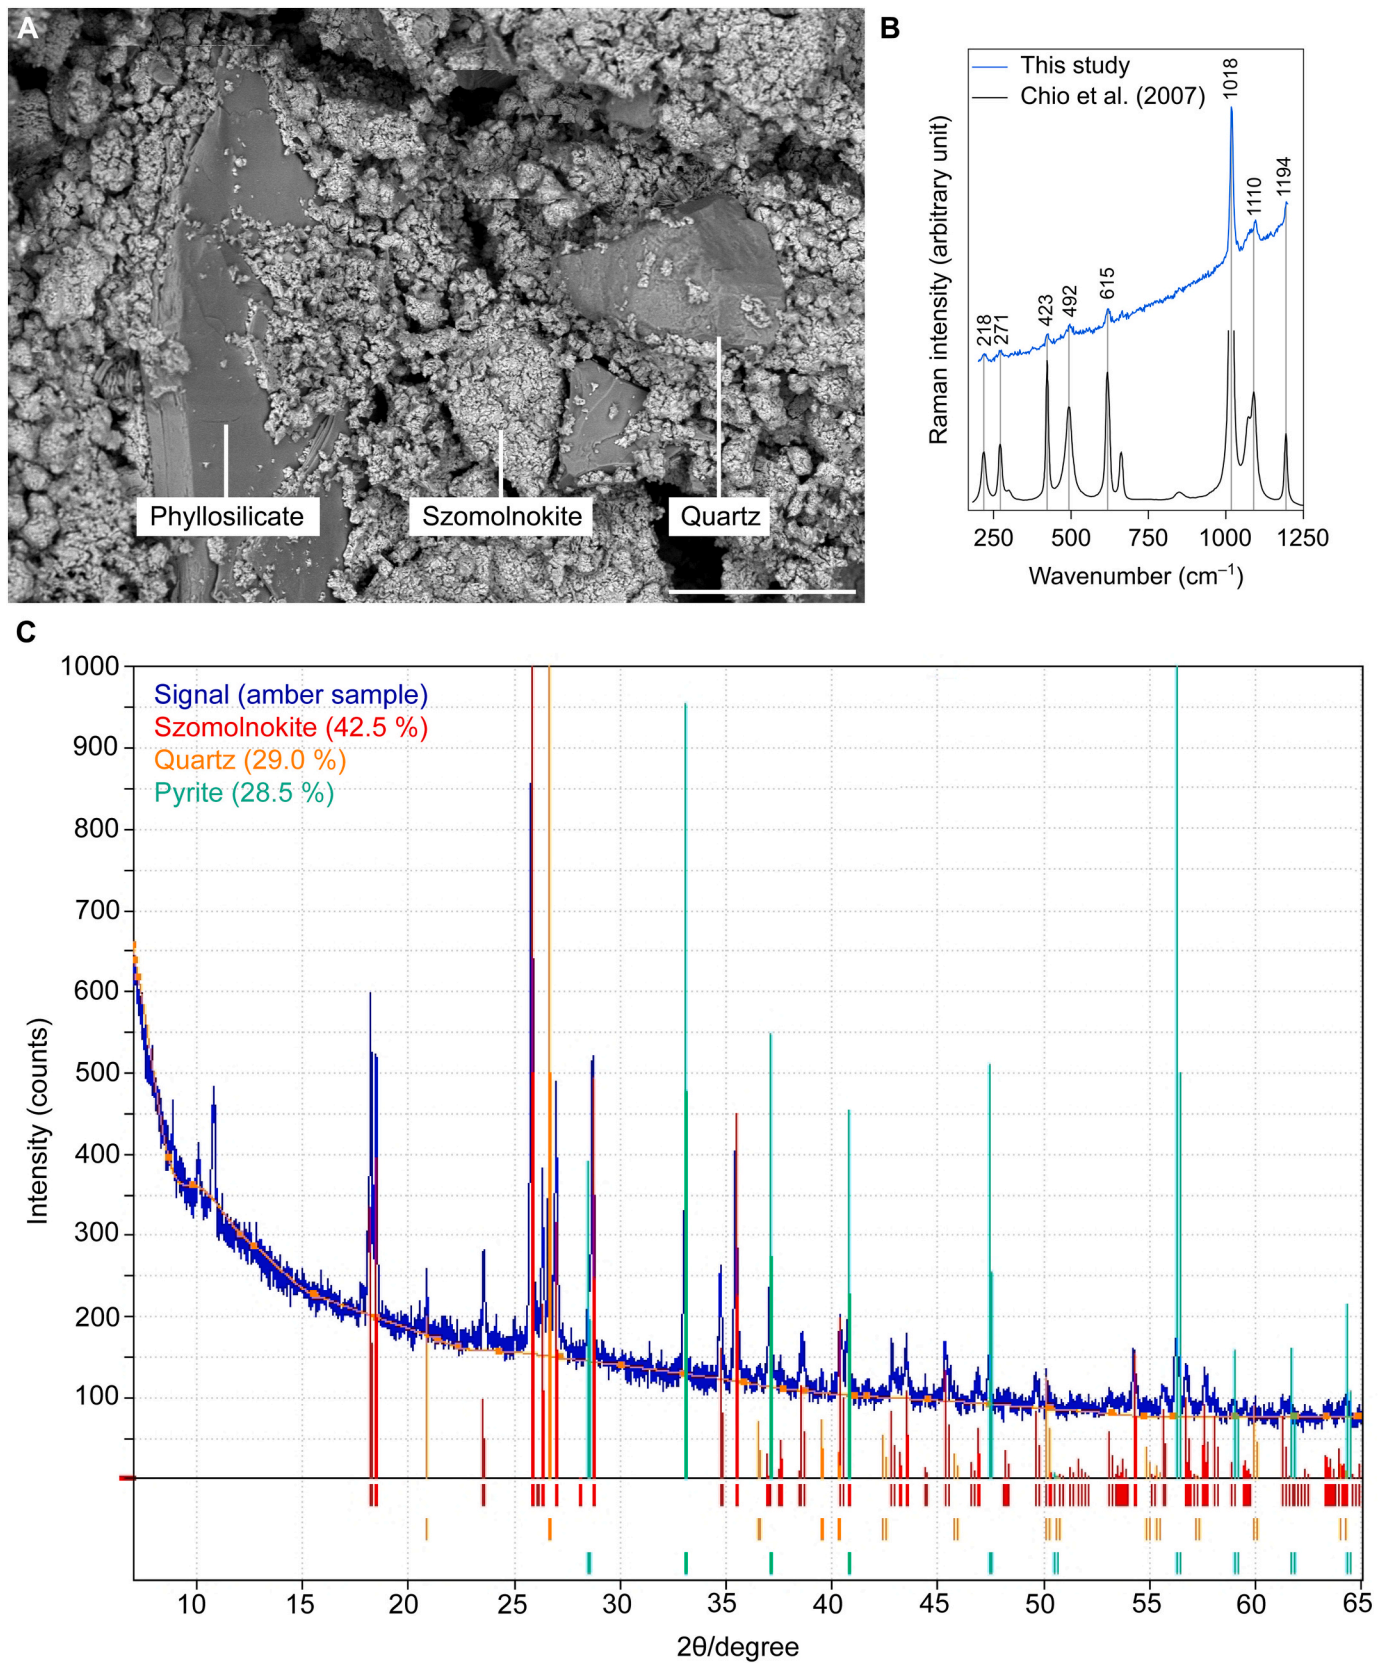 A
Phyllosilicate
Szomolnokite
Quartz
B
This study
Chio et al. (2007)
218
271
423
492
615
1018
1110
1194
Raman intensity (arbitrary unit)
250 500 750 1000 1250
Wavenumber (cm⁻¹)
C
Signal (amber sample)
Szomolnokite (42.5 %)
Quartz (29.0 %)
Pyrite (28.5 %)
1000
900
800
700
600
500
400
300
200
100
Intensity (counts)
10 15 20 25 30 35 40 45 50 55 60 65
2θ/degree